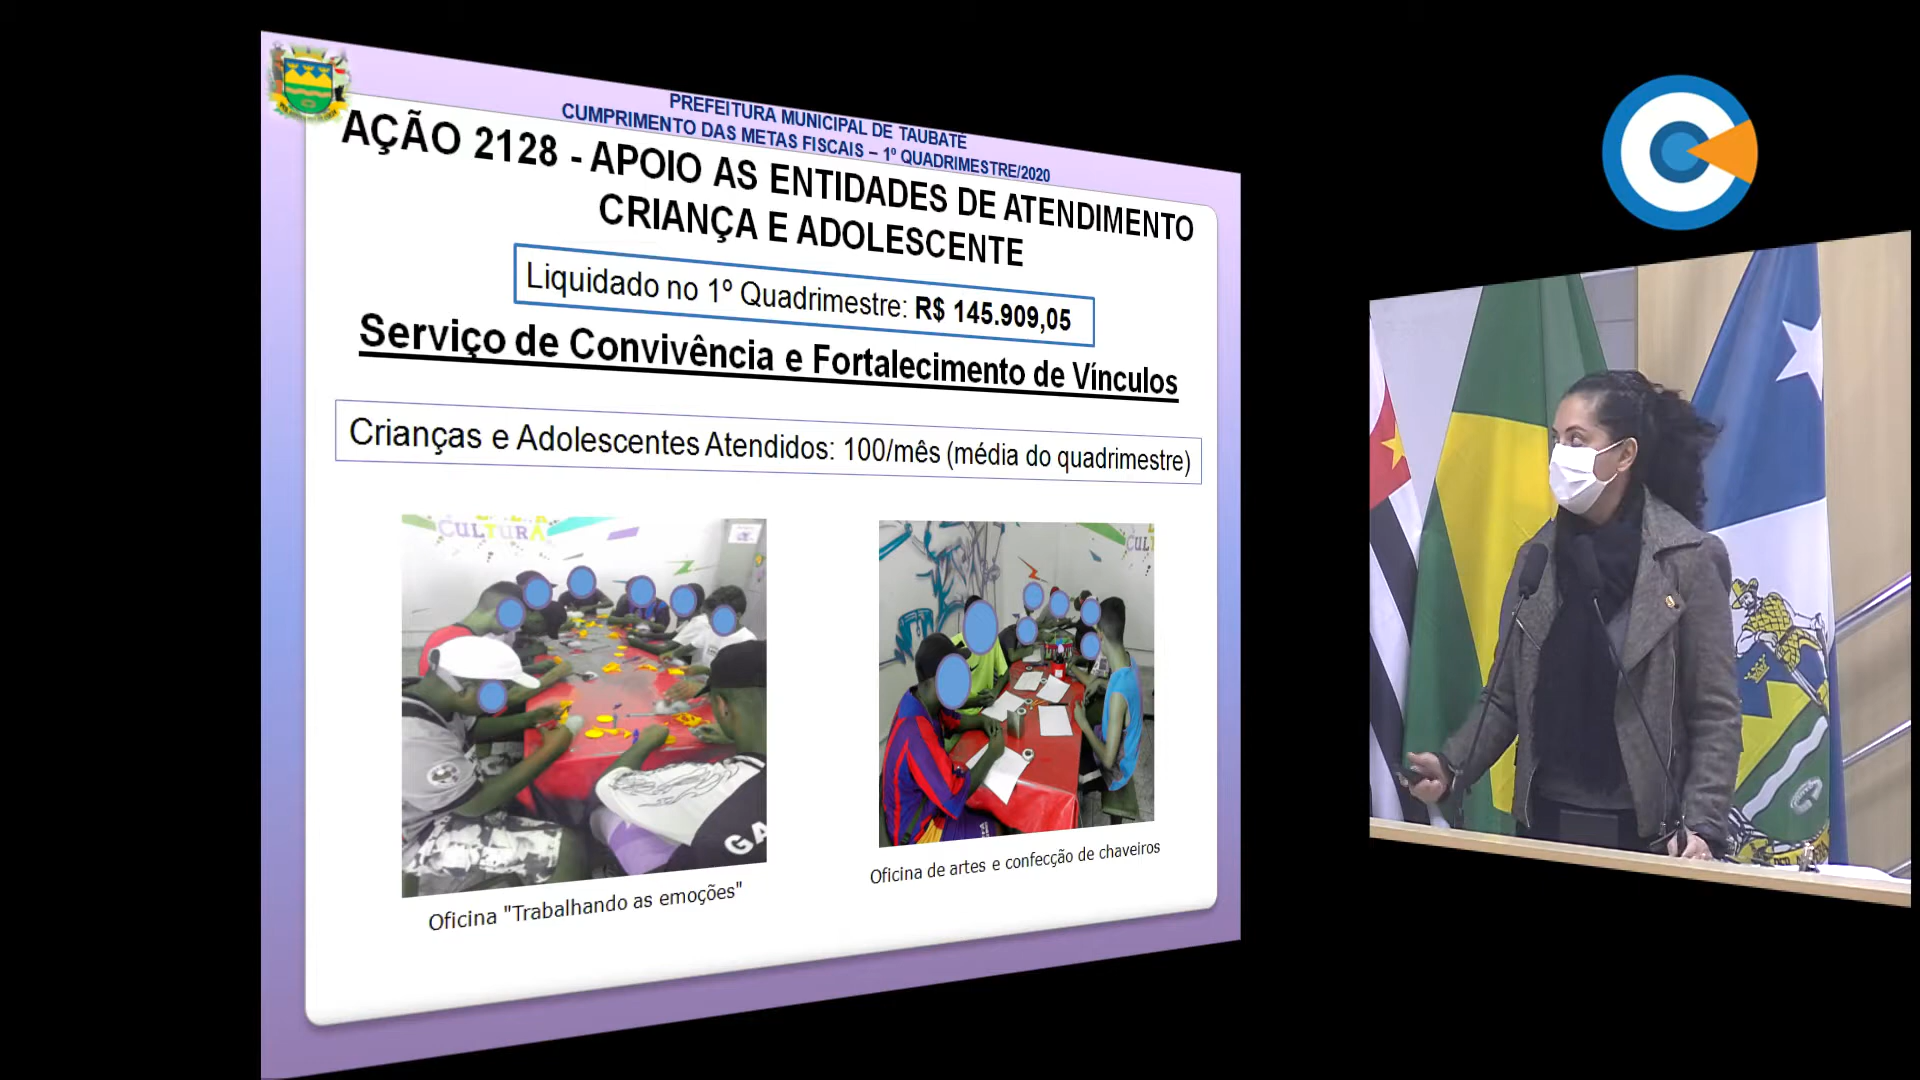 PREFEITURA MUNICIPAL DE TAUBATÉ
CUMPRIMENTO DAS METAS FISCAIS – 1º QUADRIMESTRE/2020
AÇÃO 2128 - APOIO AS ENTIDADES DE ATENDIMENTO
CRIANÇA E ADOLESCENTE
Liquidado no 1º Quadrimestre: R$ 145.909,05
Serviço de Convivência e Fortalecimento de Vínculos
Crianças e Adolescentes Atendidos: 100/mês (média do quadrimestre)
CULTURA
CUL
GA
Oficina "Trabalhando as emoções"
Oficina de artes e confecção de chaveiros